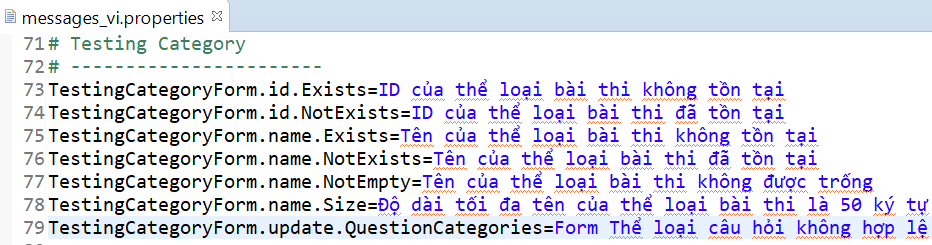 messages_vi.properties
71 # Testing Category
72 # -----------------------
73 TestingCategoryForm.id.Exists=ID của thể loại bài thi không tồn tại
74 TestingCategoryForm.id.NotExists=ID của thể loại bài thi đã tồn tại
75 TestingCategoryForm.name.Exists=Tên của thể loại bài thi không tồn tại
76 TestingCategoryForm.name.NotExists=Tên của thể loại bài thi đã tồn tại
77 TestingCategoryForm.name.NotEmpty=Tên của thể loại bài thi không được trống
78 TestingCategoryForm.name.Size=Độ dài tối đa tên của thể loại bài thi là 50 ký tự
79 TestingCategoryForm.update.QuestionCategories=Form Thể loại câu hỏi không hợp lệ